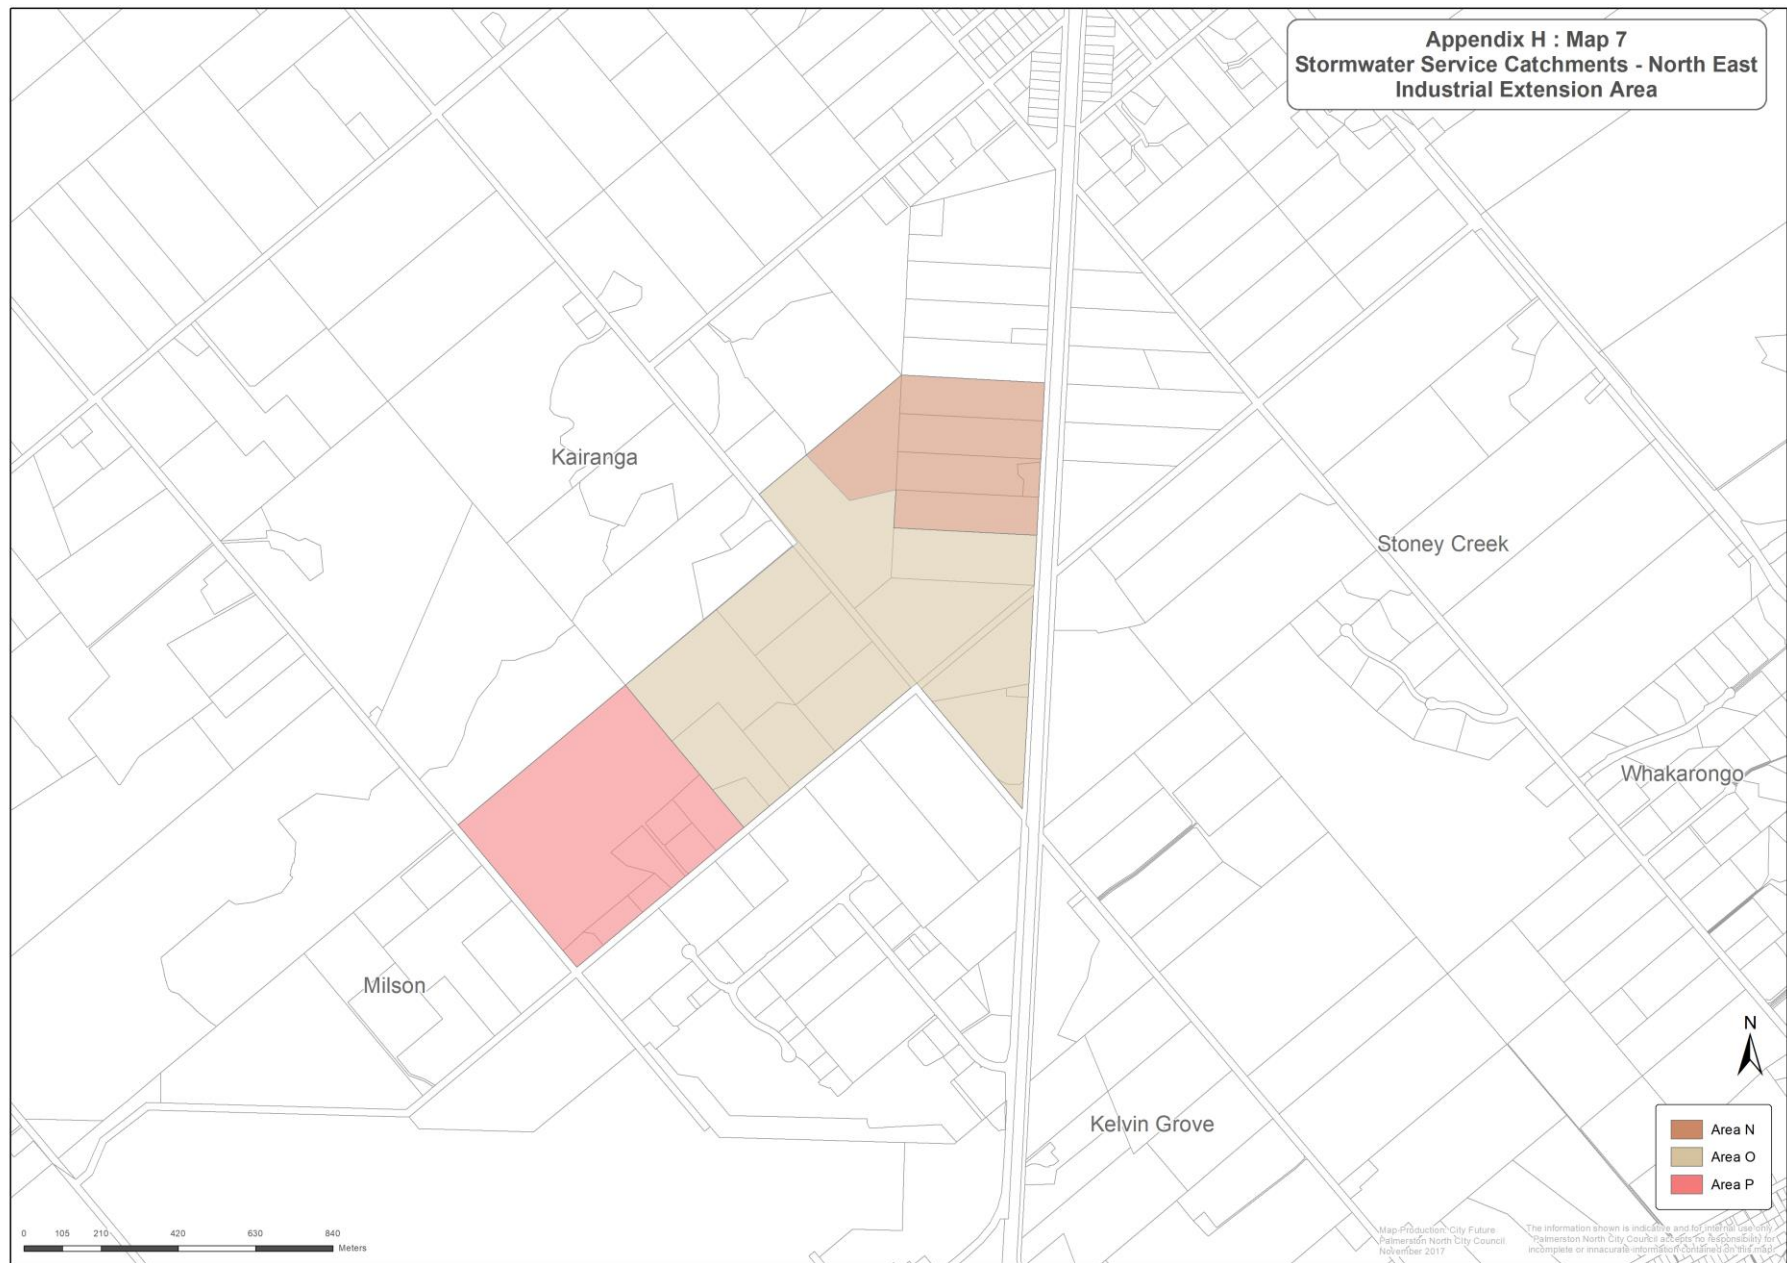 Appendix H : Map 7
Stormwater Service Catchments - North East
Industrial Extension Area
Kairanga
Stoney Creek
Whakarongo
Milson
Kelvin Grove
N
Area N
Area O
Area P
0 105 210 420 630 840
Meters
Map Production: City Future
Palmerston North City Council
November 2017
The information shown is indicative and for internal use only
Palmerston North City Council accepts no responsibility for
incomplete or innacurate information contained on this map